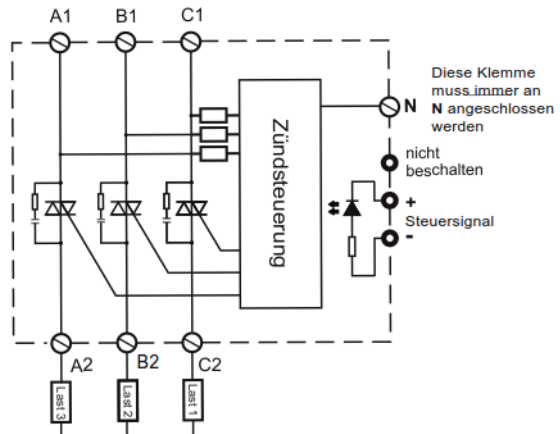 A1
B1
C1
Diese Klemme
muss immer an
N
N angeschlossen
werden
nicht
beschalten
+
Steuersignal
-
Zündsteuerung
A2
B2
C2
Last 3
Last 2
Last 1